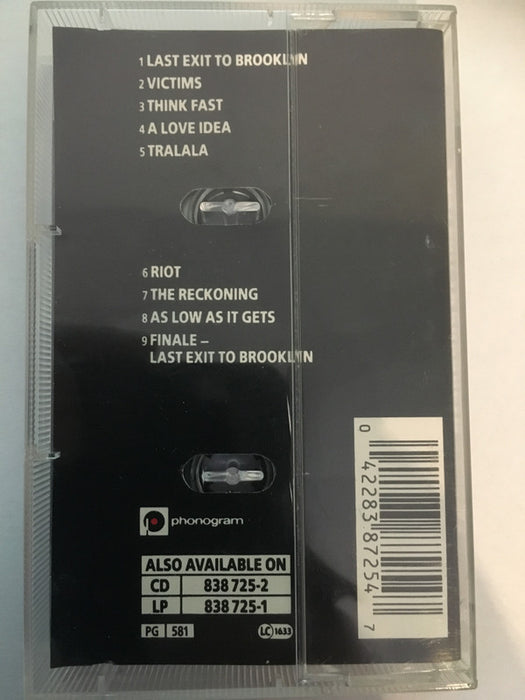 1 LAST EXIT TO BROOKLYN
2 VICTIMS
3 THINK FAST
4 A LOVE IDEA
5 TRALALA
6 RIOT
7 THE RECKONING
8 AS LOW AS IT GETS
9 FINALE –
LAST EXIT TO BROOKLYN
phonogram
ALSO AVAILABLE ON
CD 838 725-2
LP 838 725-1
PG 581 LC 1633
0 42283 87254 7